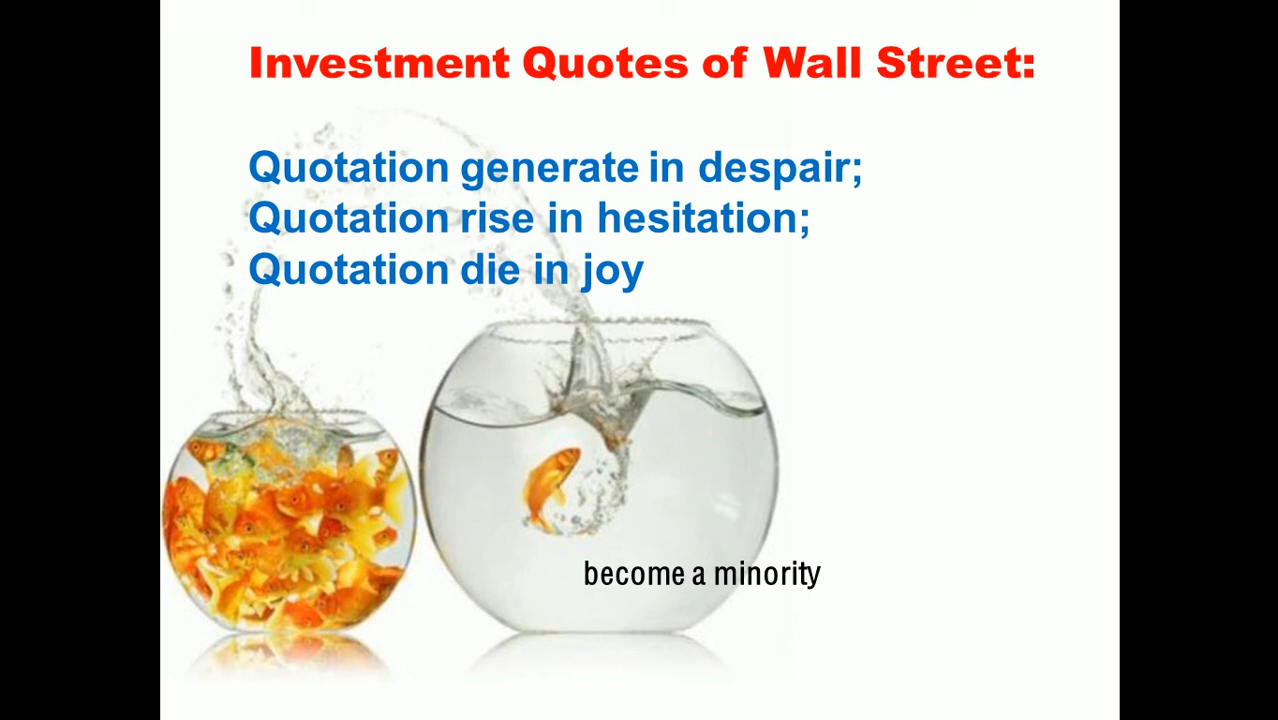 Investment Quotes of Wall Street:
Quotation generate in despair;
Quotation rise in hesitation;
Quotation die in joy
become a minority